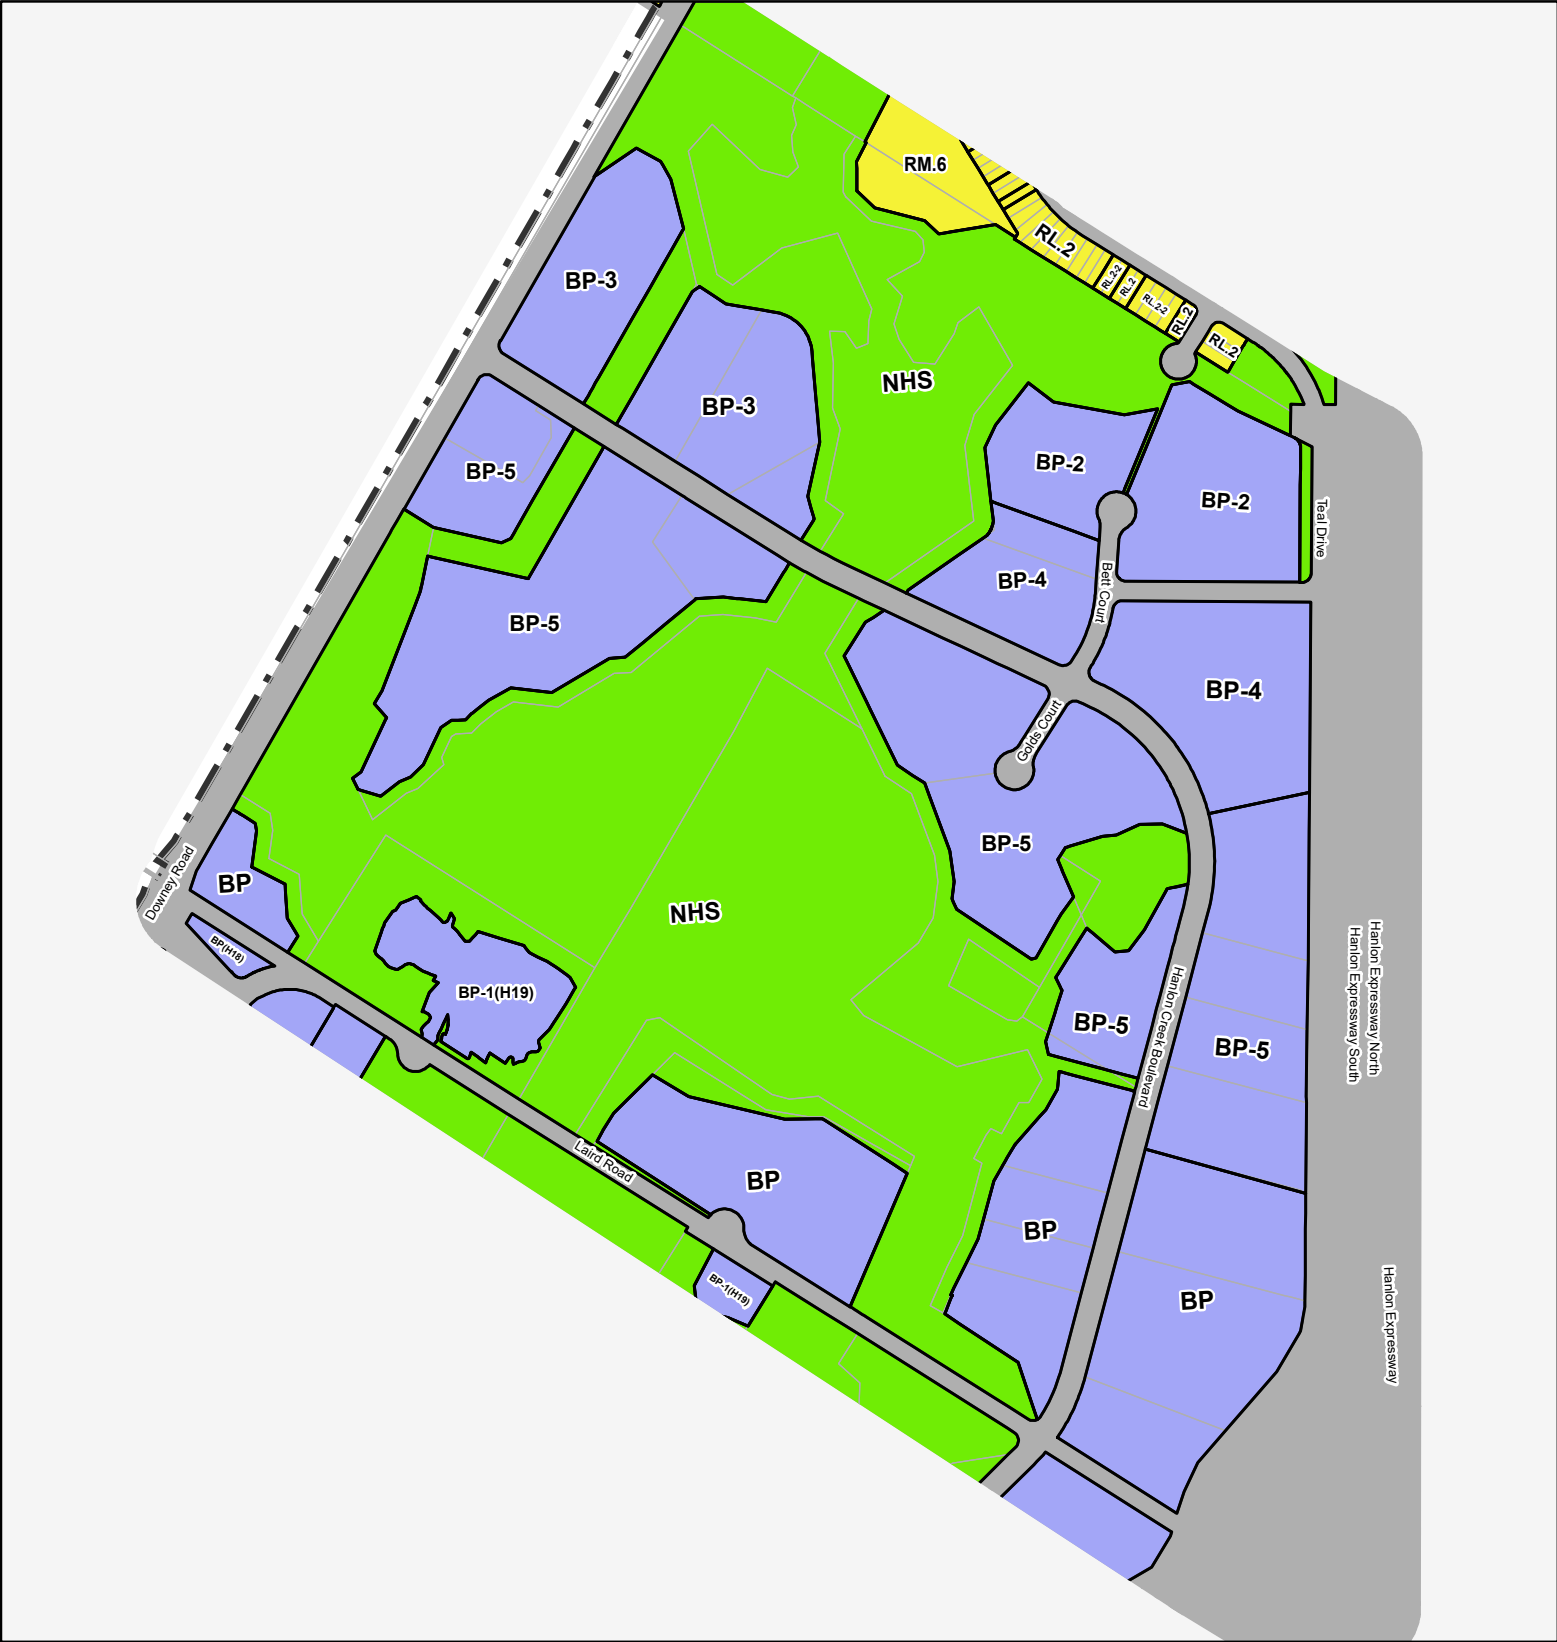 RM.6
RL.2
RL.2-2
RL.2
RL.2-2
RL.2
RL.2
BP-3
NHS
BP-3
BP-2
BP-5
BP-2
Teal Drive
BP-4
Bett Court
BP-5
BP-4
Golds Court
BP-5
Downey Road
BP
NHS
BP(H18)
BP-1(H19)
BP-5
Hanlon Creek Boulevard
BP-5
Hanlon Expressway North
Hanlon Expressway South
Laird Road
BP
BP
BP-1(H19)
BP
Hanlon Expressway